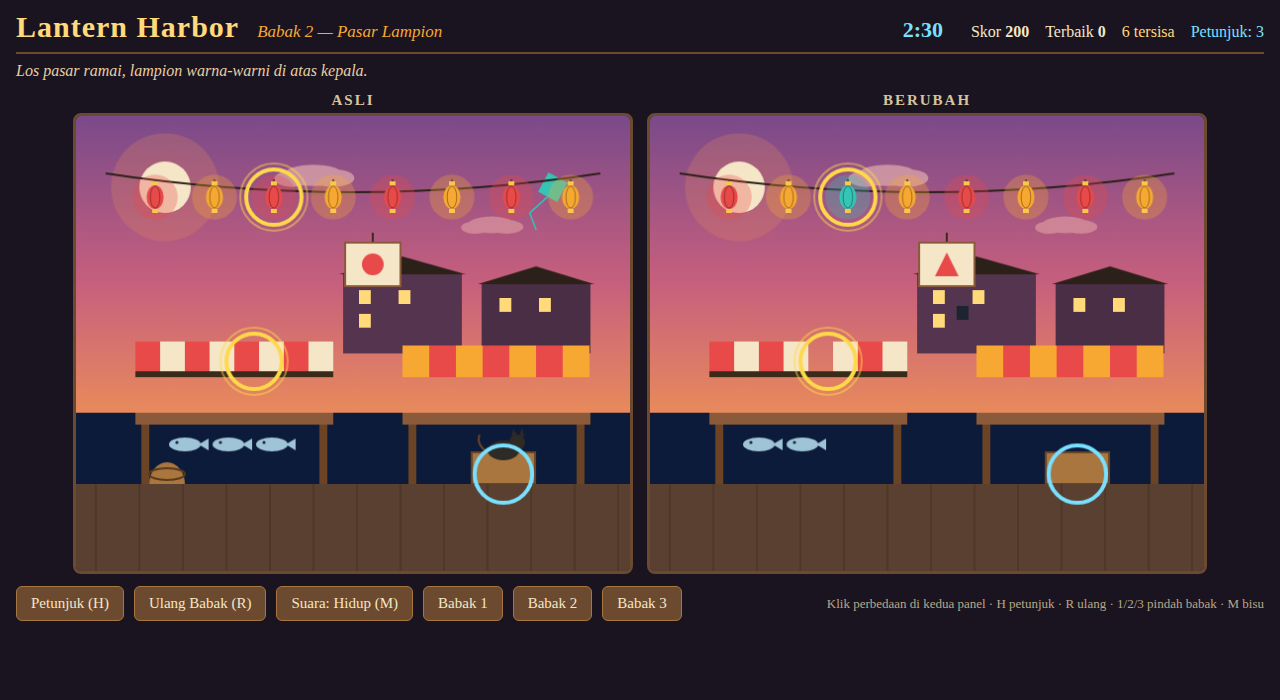 Lantern Harbor Babak 2 — Pasar Lampion 2:30 Skor 200 Terbaik 0 6 tersisa Petunjuk: 3
Los pasar ramai, lampion warna-warni di atas kepala.
ASLI BERUBAH
Petunjuk (H) Ulang Babak (R) Suara: Hidup (M) Babak 1 Babak 2 Babak 3 Klik perbedaan di kedua panel · H petunjuk · R ulang · 1/2/3 pindah babak · M bisu